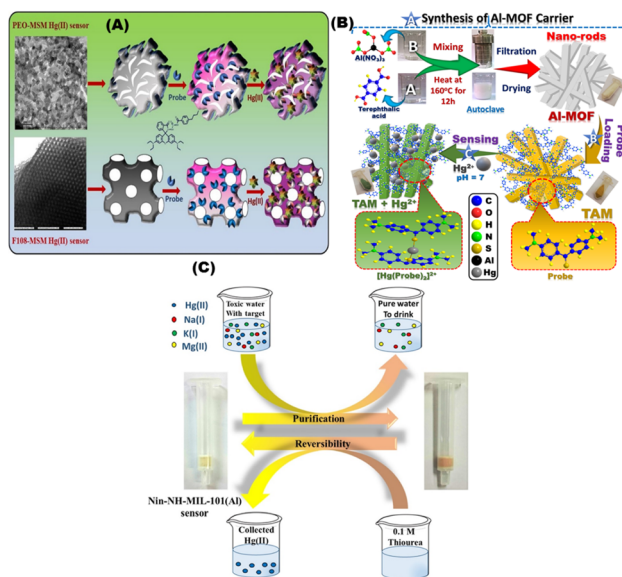 (A)
PEO-MSM Hg(II) sensor
Probe
Hg(II)
F108-MSM Hg(II) sensor
Probe
Hg(II)
(B)
A
Synthesis of Al-MOF Carrier
B
Al(NO₃)₃
Mixing
Heat at
160°C for
12h
A
Terephthalic
acid
Autoclave
Filtration
Drying
Nano-rods
Al-MOF
Probe
Loading
B
Sensing
Hg²⁺
pH = 7
TAM + Hg²⁺
TAM
C
O
H
N
S
Al
Hg
[Hg(Probe)₂]²⁺
Probe
(C)
Hg(II)
Na(I)
K(I)
Mg(II)
Toxic water
With target
Pure water
To drink
Purification
Reversibility
Nin-NH-MIL-101(Al)
sensor
Collected
Hg(II)
0.1 M
Thiourea